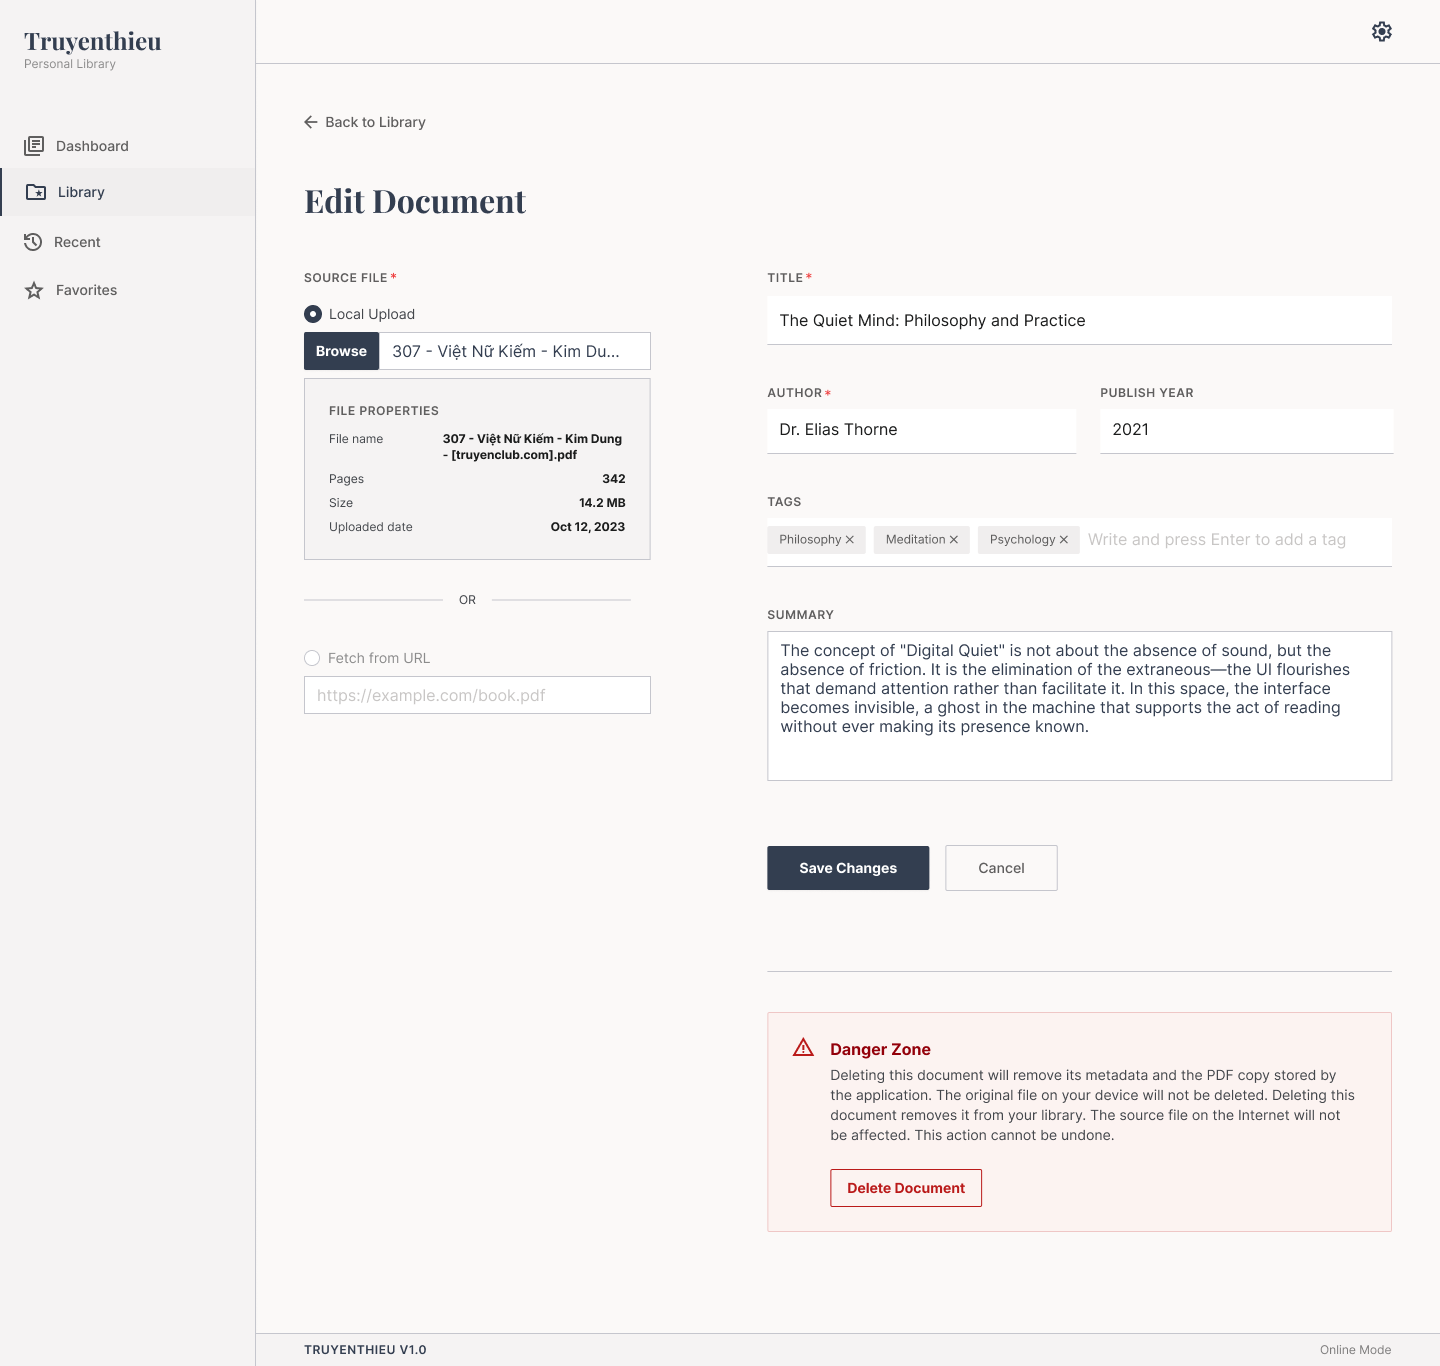 Truyenthieu
Personal Library
Dashboard
Library
Recent
Favorites
Back to Library
Edit Document
SOURCE FILE *
Local Upload
Browse
307 - Việt Nữ Kiếm - Kim Du...
FILE PROPERTIES
File name
307 - Việt Nữ Kiếm - Kim Dung
- [truyenclub.com].pdf
Pages
342
Size
14.2 MB
Uploaded date
Oct 12, 2023
OR
Fetch from URL
https://example.com/book.pdf
TITLE *
The Quiet Mind: Philosophy and Practice
AUTHOR *
Dr. Elias Thorne
PUBLISH YEAR
2021
TAGS
Philosophy ×
Meditation ×
Psychology ×
Write and press Enter to add a tag
SUMMARY
The concept of "Digital Quiet" is not about the absence of sound, but the
absence of friction. It is the elimination of the extraneous—the UI flourishes
that demand attention rather than facilitate it. In this space, the interface
becomes invisible, a ghost in the machine that supports the act of reading
without ever making its presence known.
Save Changes
Cancel
Danger Zone
Deleting this document will remove its metadata and the PDF copy stored by
the application. The original file on your device will not be deleted. Deleting this
document removes it from your library. The source file on the Internet will not
be affected. This action cannot be undone.
Delete Document
TRUYENTHIEU V1.0
Online Mode